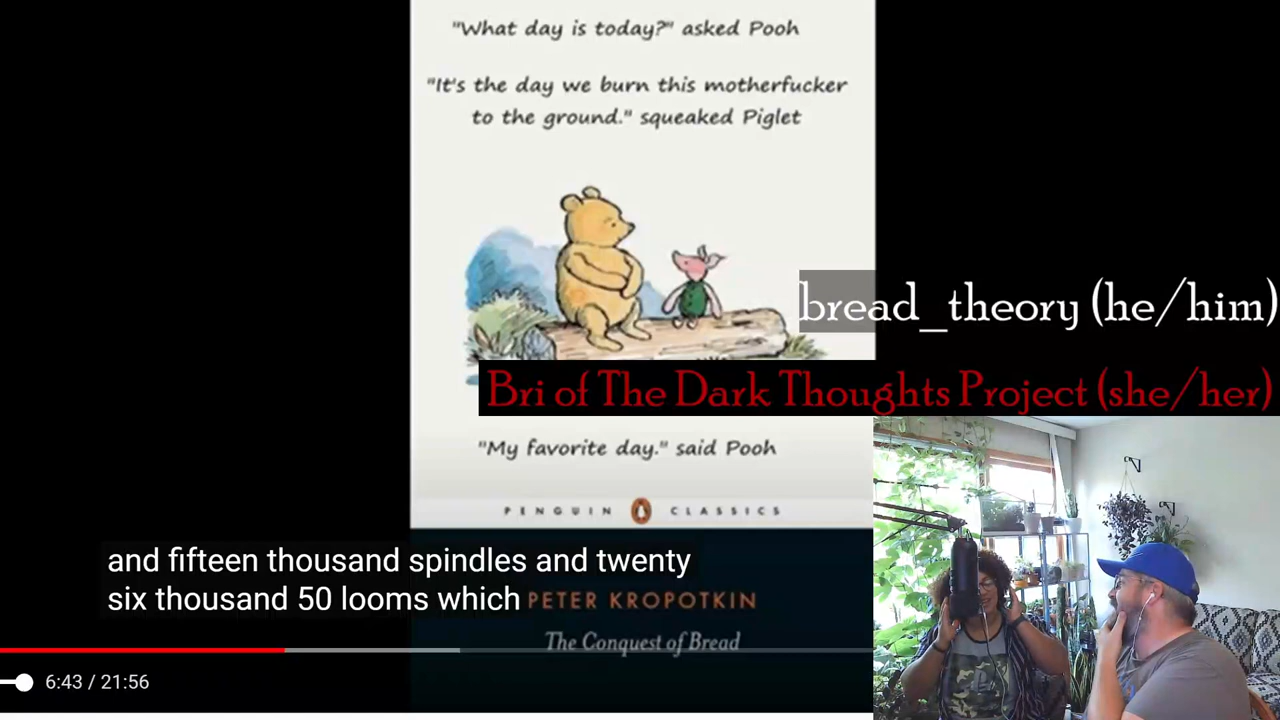 "What day is today?" asked Pooh
"It's the day we burn this motherfucker
to the ground." squeaked Piglet
bread_theory (he/him)
Bri of The Dark Thoughts Project (she/her)
"My favorite day." said Pooh
PENGUIN CLASSICS
and fifteen thousand spindles and twenty
six thousand 50 looms which
PETER KROPOTKIN
The Conquest of Bread
6:43 / 21:56